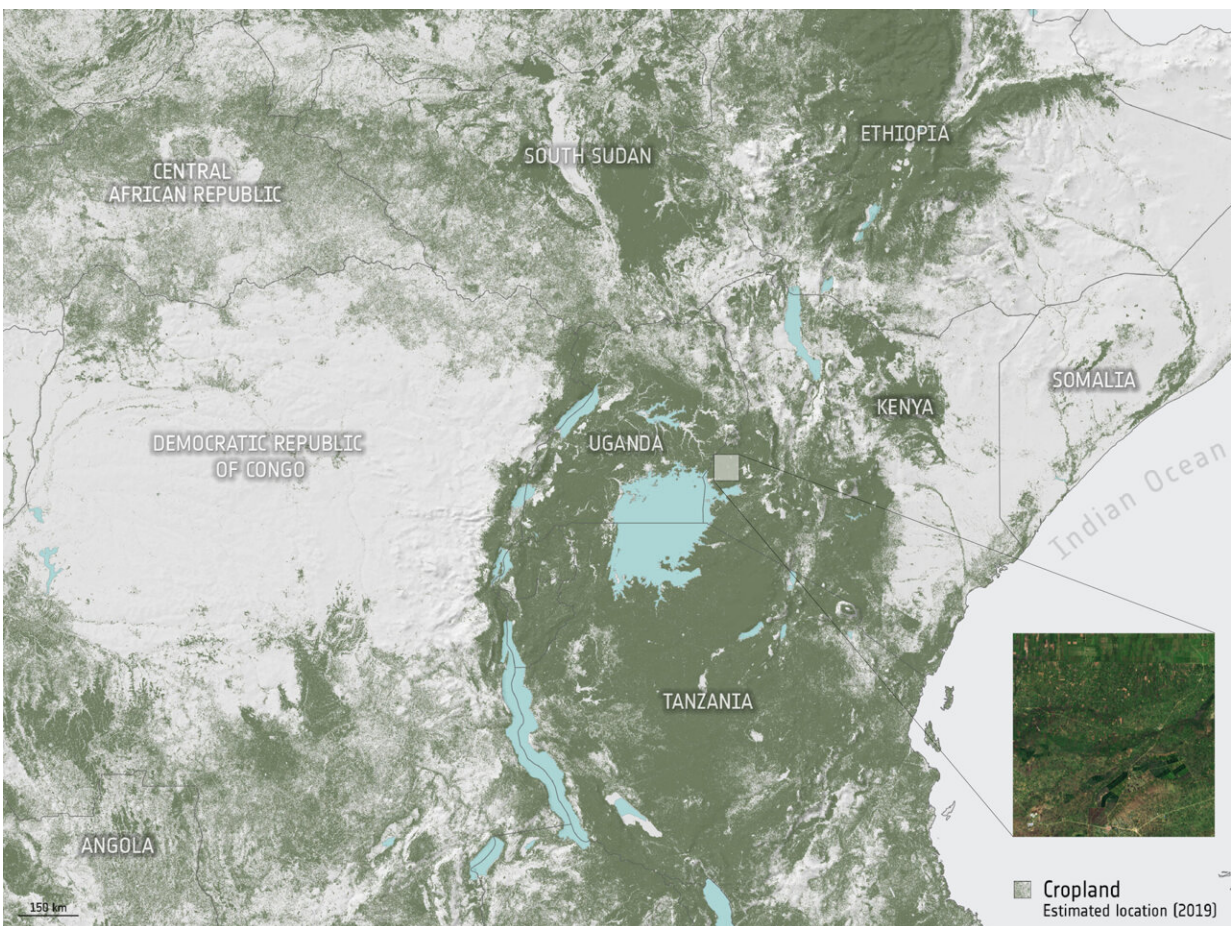 ETHIOPIA
SOUTH SUDAN
CENTRAL
AFRICAN REPUBLIC
SOMALIA
KENYA
DEMOCRATIC REPUBLIC
OF CONGO
UGANDA
Indian Ocean
TANZANIA
ANGOLA
150 km
Cropland
Estimated location (2019)